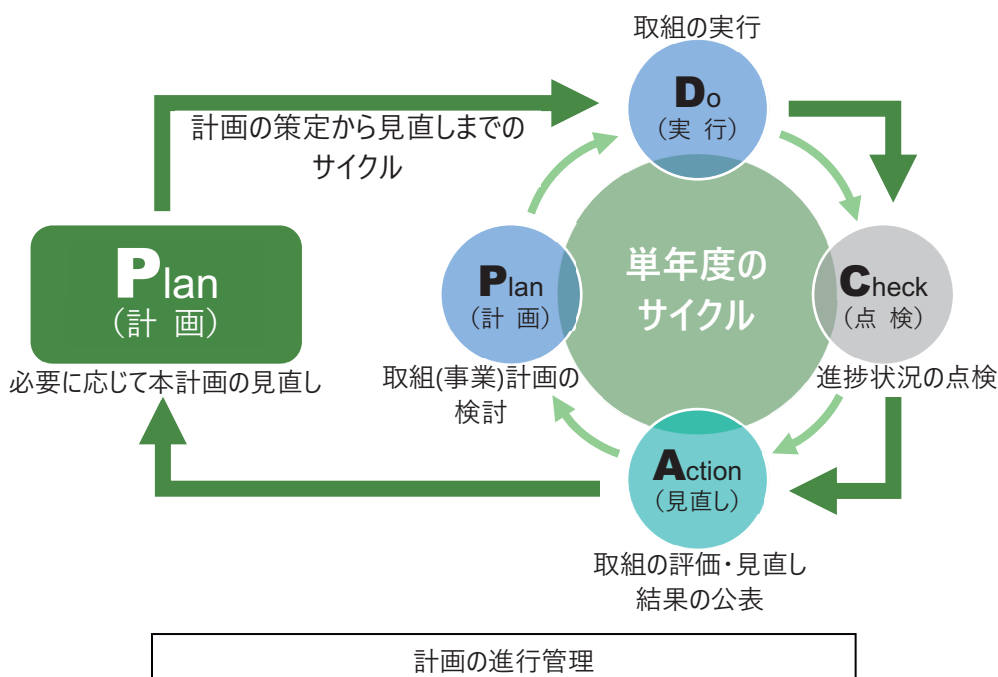 取組の実行
Do
（実 行）
計画の策定から見直しまでの
サイクル
Plan
（計 画）
必要に応じて本計画の見直し
Plan
（計 画）
取組(事業)計画の
検討
単年度の
サイクル
Check
（点 検）
進捗状況の点検
Action
（見直し）
取組の評価・見直し
結果の公表
計画の進行管理